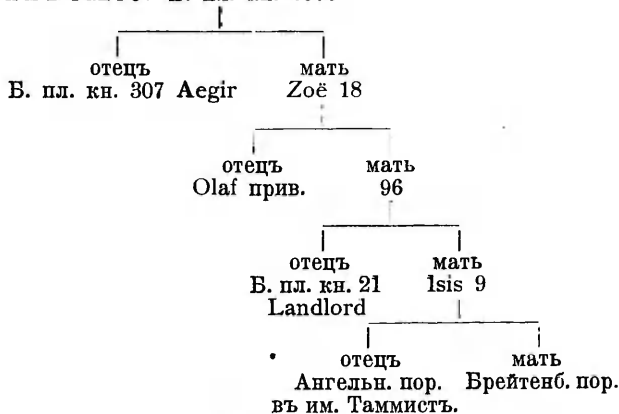 отецъ мать
Б. пл. кн. 307 Aegir Zoë 18
отецъ мать
Olaf прив. 96
отецъ мать
Б. пл. кн. 21 Isis 9
Landlord
отецъ мать
Ангельн. пор. Брейтенб. пор.
въ им. Таммистъ.